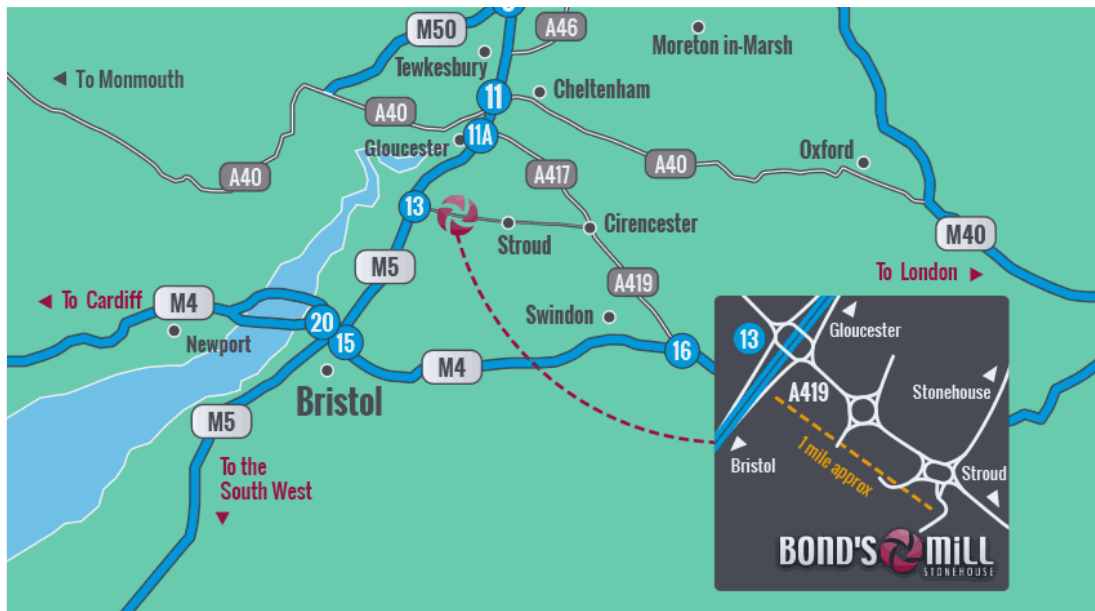 M50
A46
Moreton in-Marsh
Tewkesbury
To Monmouth
11
Cheltenham
A40
11A
Gloucester
Oxford
A40
A417
A40
13
Stroud
Cirencester
M40
M5
To London
A419
To Cardiff
M4
Newport
20
15
Swindon
16
M4
Bristol
M5
To the
South West
13
Gloucester
A419
Stonehouse
Bristol
1 mile approx
Stroud
BOND'S MiLL
STONEHOUSE